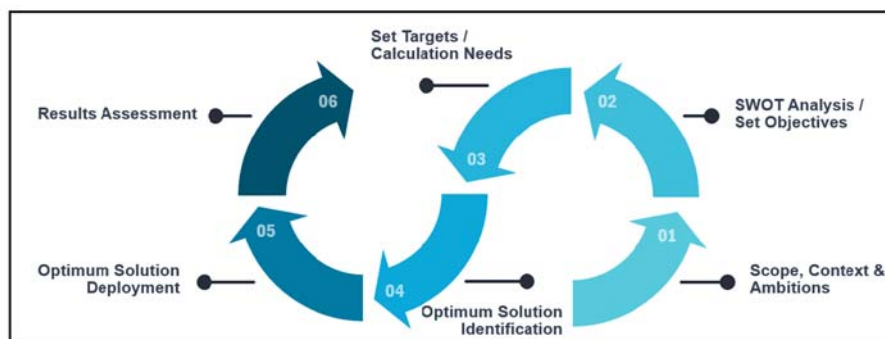 Set Targets /
Calculation Needs
06
02
Results Assessment
SWOT Analysis /
Set Objectives
03
05
01
Optimum Solution
Deployment
04
Optimum Solution
Identification
Scope, Context &
Ambitions